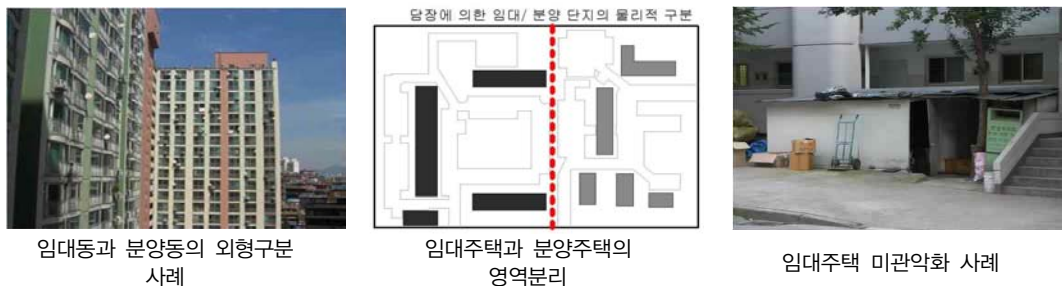 당장에 의한 임대/ 분양 단지의 물리적 구분
임대동과 분양동의 외형구분
사례
임대주택과 분양주택의
영역분리
임대주택 미관악화 사례